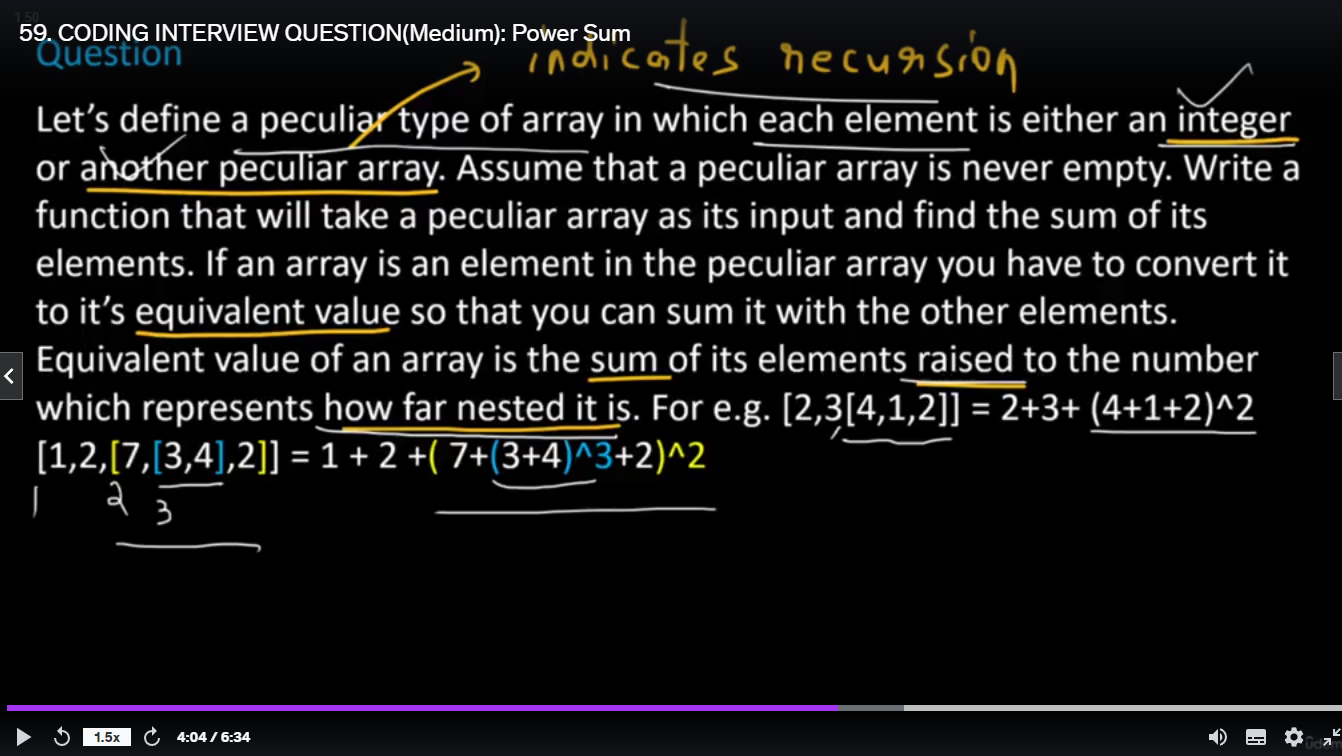 1:50
59. CODING INTERVIEW QUESTION(Medium): Power Sum
Question
indicates recursion
Let's define a peculiar type of array in which each element is either an integer
or another peculiar array. Assume that a peculiar array is never empty. Write a
function that will take a peculiar array as its input and find the sum of its
elements. If an array is an element in the peculiar array you have to convert it
to it's equivalent value so that you can sum it with the other elements.
Equivalent value of an array is the sum of its elements raised to the number
which represents how far nested it is. For e.g. [2,3[4,1,2]] = 2+3+ (4+1+2)^2
[1,2,[7,[3,4],2]] = 1 + 2 +( 7+(3+4)^3+2)^2
1 2 3
1.5x 4:04 / 6:34